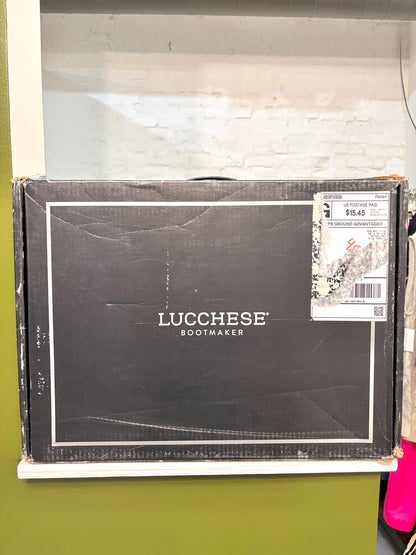 US POSTAGE PAID
$15.45
GROUND ADVANTAGE
LUCCHESE®
BOOTMAKER